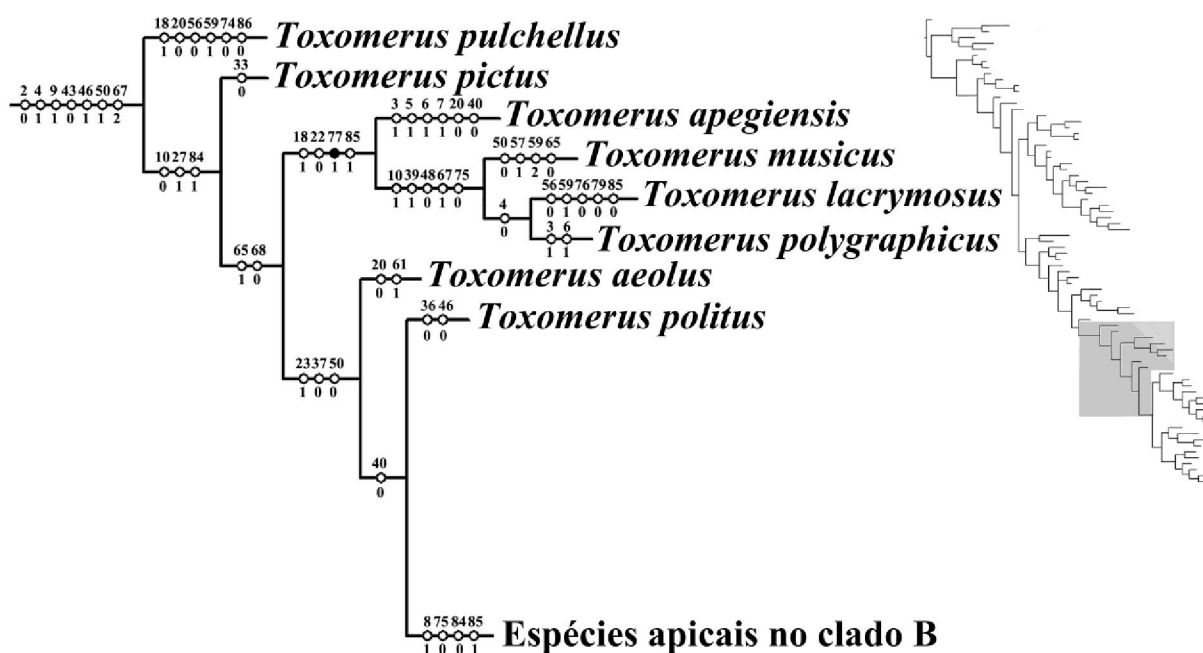 18 20 56 59 74 86
Toxomerus pulchellus
1 0 0 1 0 0
33
Toxomerus pictus
0
2 4 9 43 46 50 67
0 1 1 0 1 1 2
3 5 6 7 20 40
Toxomerus apegiensis
1 1 1 1 0 0
18 22 77 85
1 0 1 1
50 57 59 65
Toxomerus musicus
0 1 2 0
10 27 84
0 1 1
10 39 48 67 75
1 1 0 1 0
56 59 76 79 85
Toxomerus lacrymosus
0 1 0 0 0
4
0
3 6
Toxomerus polygraphicus
1 1
65 68
1 0
20 61
Toxomerus aeolus
0 1
36 46
Toxomerus politus
0 0
23 37 50
1 0 0
40
0
8 75 84 85
Espécies apicais no clado B
1 0 0 1